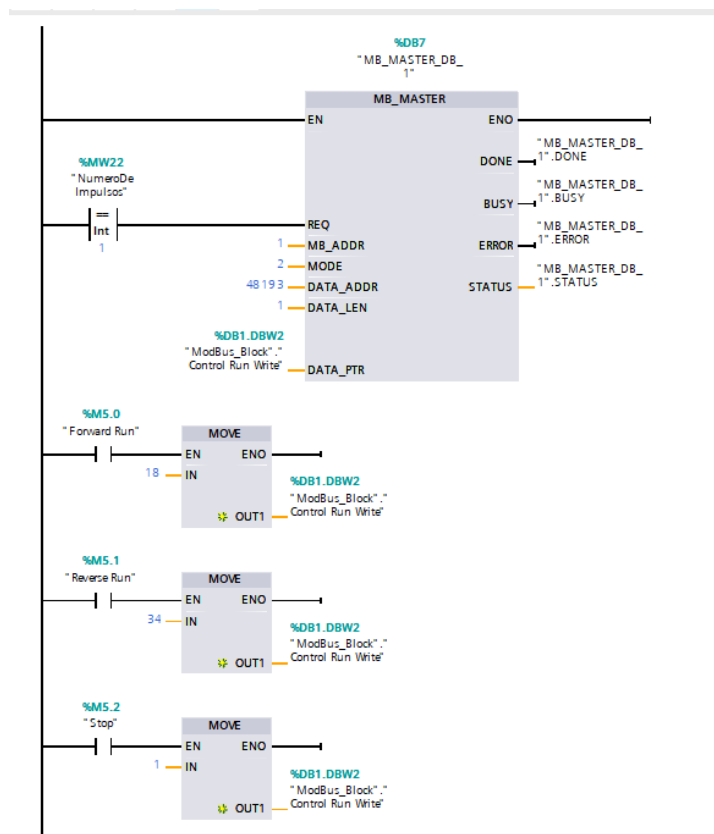 %DB7
"MB_MASTER_DB_
1"
MB_MASTER
EN
ENO
%MW22
"NumeroDe
Impulsos"
==
Int
1
DONE
"MB_MASTER_DB_
1".DONE
BUSY
"MB_MASTER_DB_
1".BUSY
REQ
1
MB_ADDR
ERROR
"MB_MASTER_DB_
1".ERROR
2
MODE
48193
DATA_ADDR
STATUS
"MB_MASTER_DB_
1".STATUS
1
DATA_LEN
%DB1.DBW2
"ModBus_Block"."
Control Run Write"
DATA_PTR
%M5.0
"Forward Run"
MOVE
EN
ENO
18
IN
OUT1
%DB1.DBW2
"ModBus_Block"."
Control Run Write"
%M5.1
"Reverse Run"
MOVE
EN
ENO
34
IN
OUT1
%DB1.DBW2
"ModBus_Block"."
Control Run Write"
%M5.2
"Stop"
MOVE
EN
ENO
1
IN
OUT1
%DB1.DBW2
"ModBus_Block"."
Control Run Write"